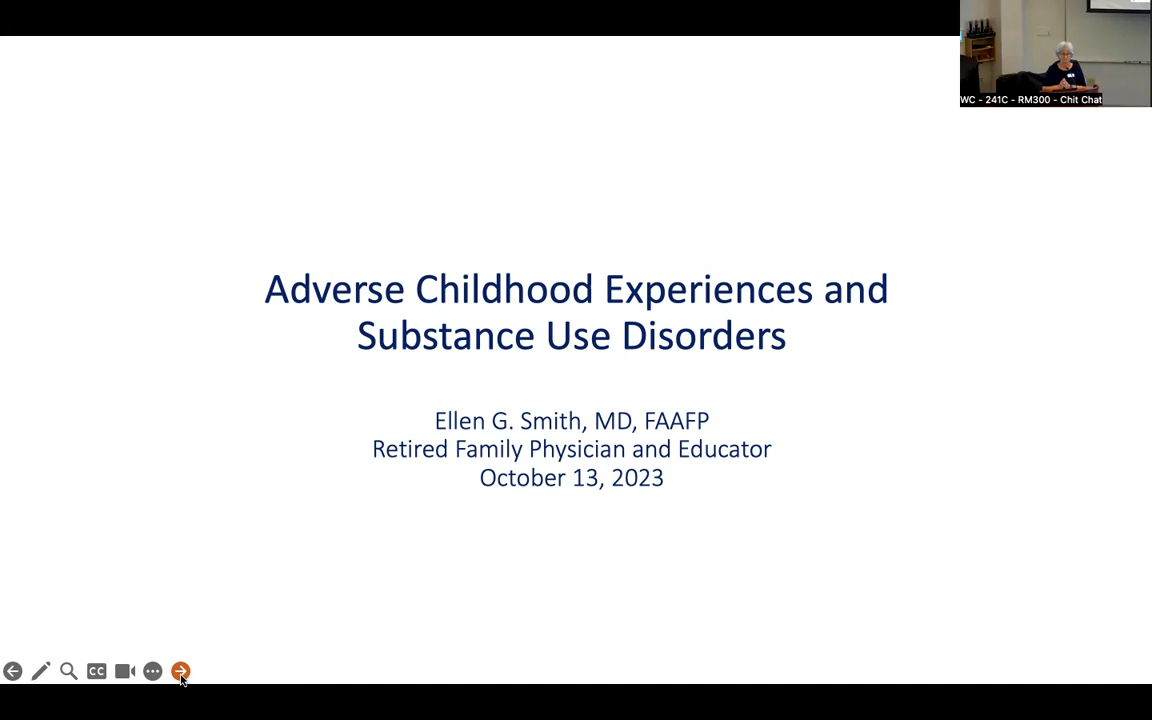 WC - 241C - RM300 - Chit Chat
Adverse Childhood Experiences and
Substance Use Disorders
Ellen G. Smith, MD, FAAFP
Retired Family Physician and Educator
October 13, 2023
CC